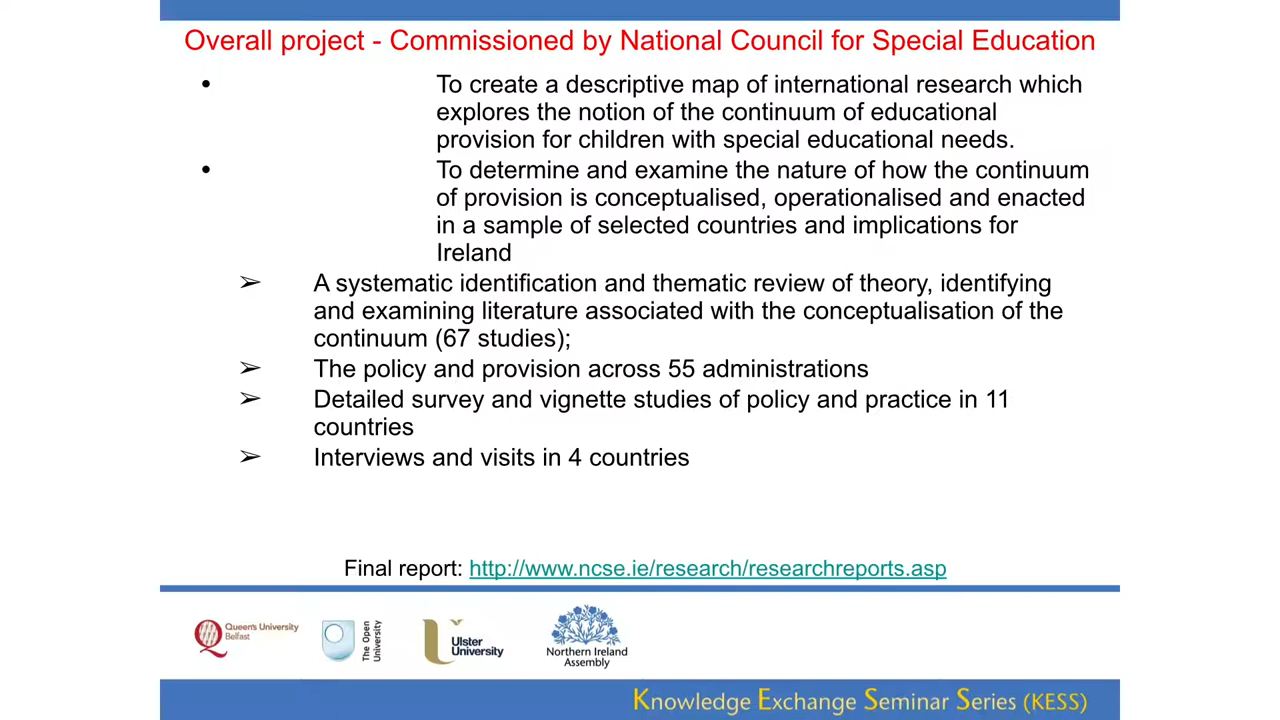 Overall project - Commissioned by National Council for Special Education
• To create a descriptive map of international research which
explores the notion of the continuum of educational
provision for children with special educational needs.
• To determine and examine the nature of how the continuum
of provision is conceptualised, operationalised and enacted
in a sample of selected countries and implications for
Ireland
➢ A systematic identification and thematic review of theory, identifying
and examining literature associated with the conceptualisation of the
continuum (67 studies);
➢ The policy and provision across 55 administrations
➢ Detailed survey and vignette studies of policy and practice in 11
countries
➢ Interviews and visits in 4 countries
Final report: http://www.ncse.ie/research/researchreports.asp
Queen's University
Belfast
The Open
University
Ulster
University
Northern Ireland
Assembly
Knowledge Exchange Seminar Series (KESS)